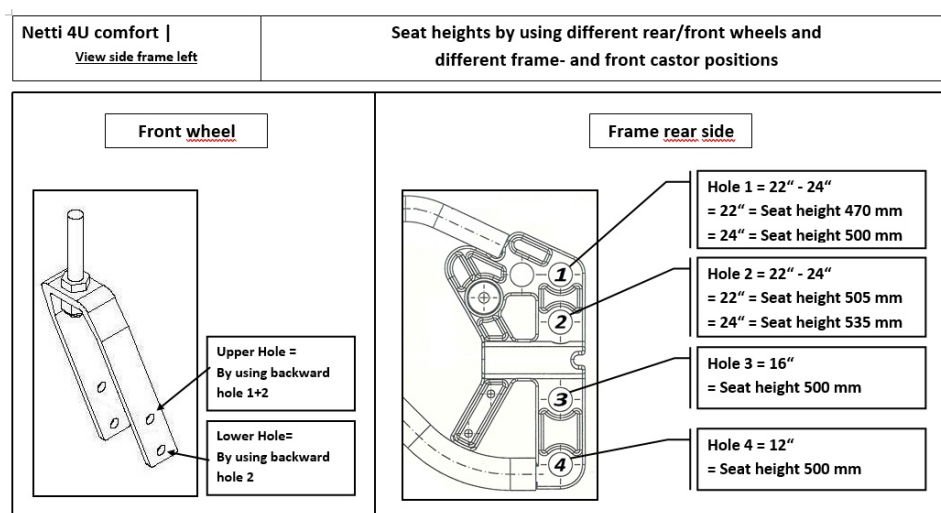 Netti 4U comfort |
View side frame left
Seat heights by using different rear/front wheels and
different frame- and front castor positions
Front wheel
Upper Hole =
By using backward
hole 1+2
Lower Hole=
By using backward
hole 2
Frame rear side
1
2
3
4
Hole 1 = 22“ - 24“
= 22“ = Seat height 470 mm
= 24“ = Seat height 500 mm
Hole 2 = 22“ - 24“
= 22“ = Seat height 505 mm
= 24“ = Seat height 535 mm
Hole 3 = 16“
= Seat height 500 mm
Hole 4 = 12“
= Seat height 500 mm